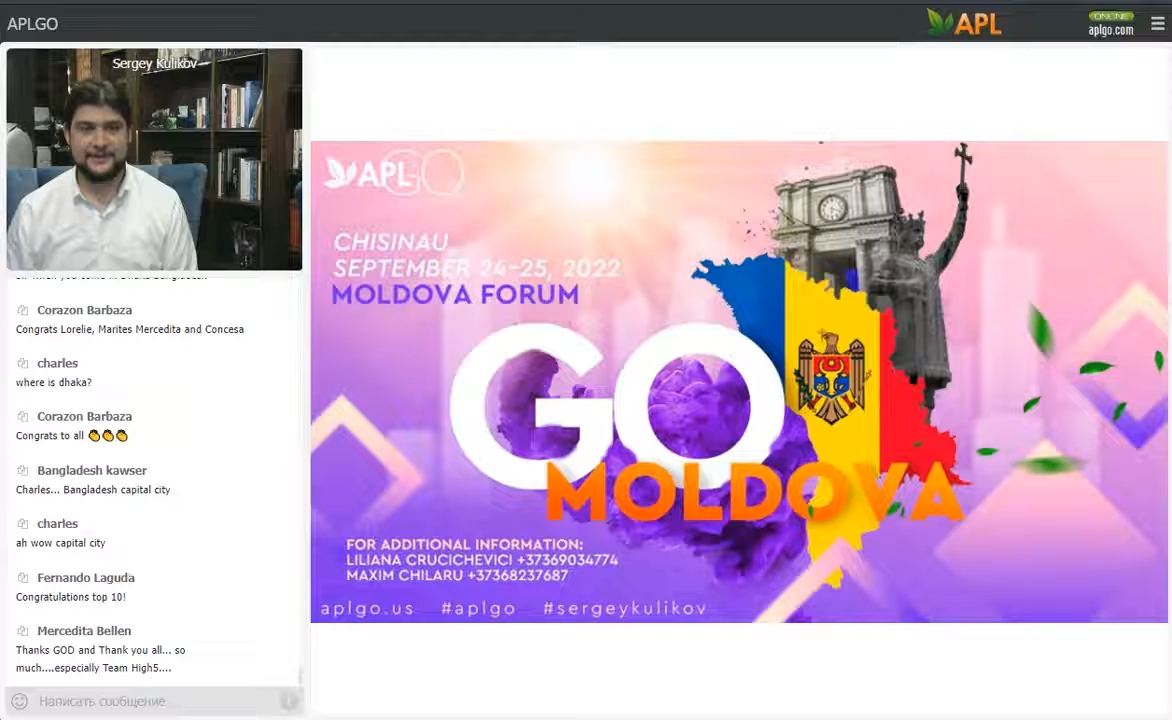 APLGO
APL
ONLINE
aplgo.com
Sergey Kulikov
Corazon Barbaza
Congrats Lorelie, Marites Mercedita and Concesa
charles
where is dhaka?
Corazon Barbaza
Congrats to all 👏👏👏
Bangladesh kawser
Charles... Bangladesh capital city
charles
ah wow capital city
Fernando Laguda
Congratulations top 10!
Mercedita Bellen
Thanks GOD and Thank you all... so
much....especially Team High5....
Написать сообщение
APLGO
CHISINAU
SEPTEMBER 24-25, 2022
MOLDOVA FORUM
GO
MOLDOVA
FOR ADDITIONAL INFORMATION:
LILIANA CRUCICHEVICI +37369034774
MAXIM CHILARU +37368237687
aplgo.us #aplgo #sergeykulikov